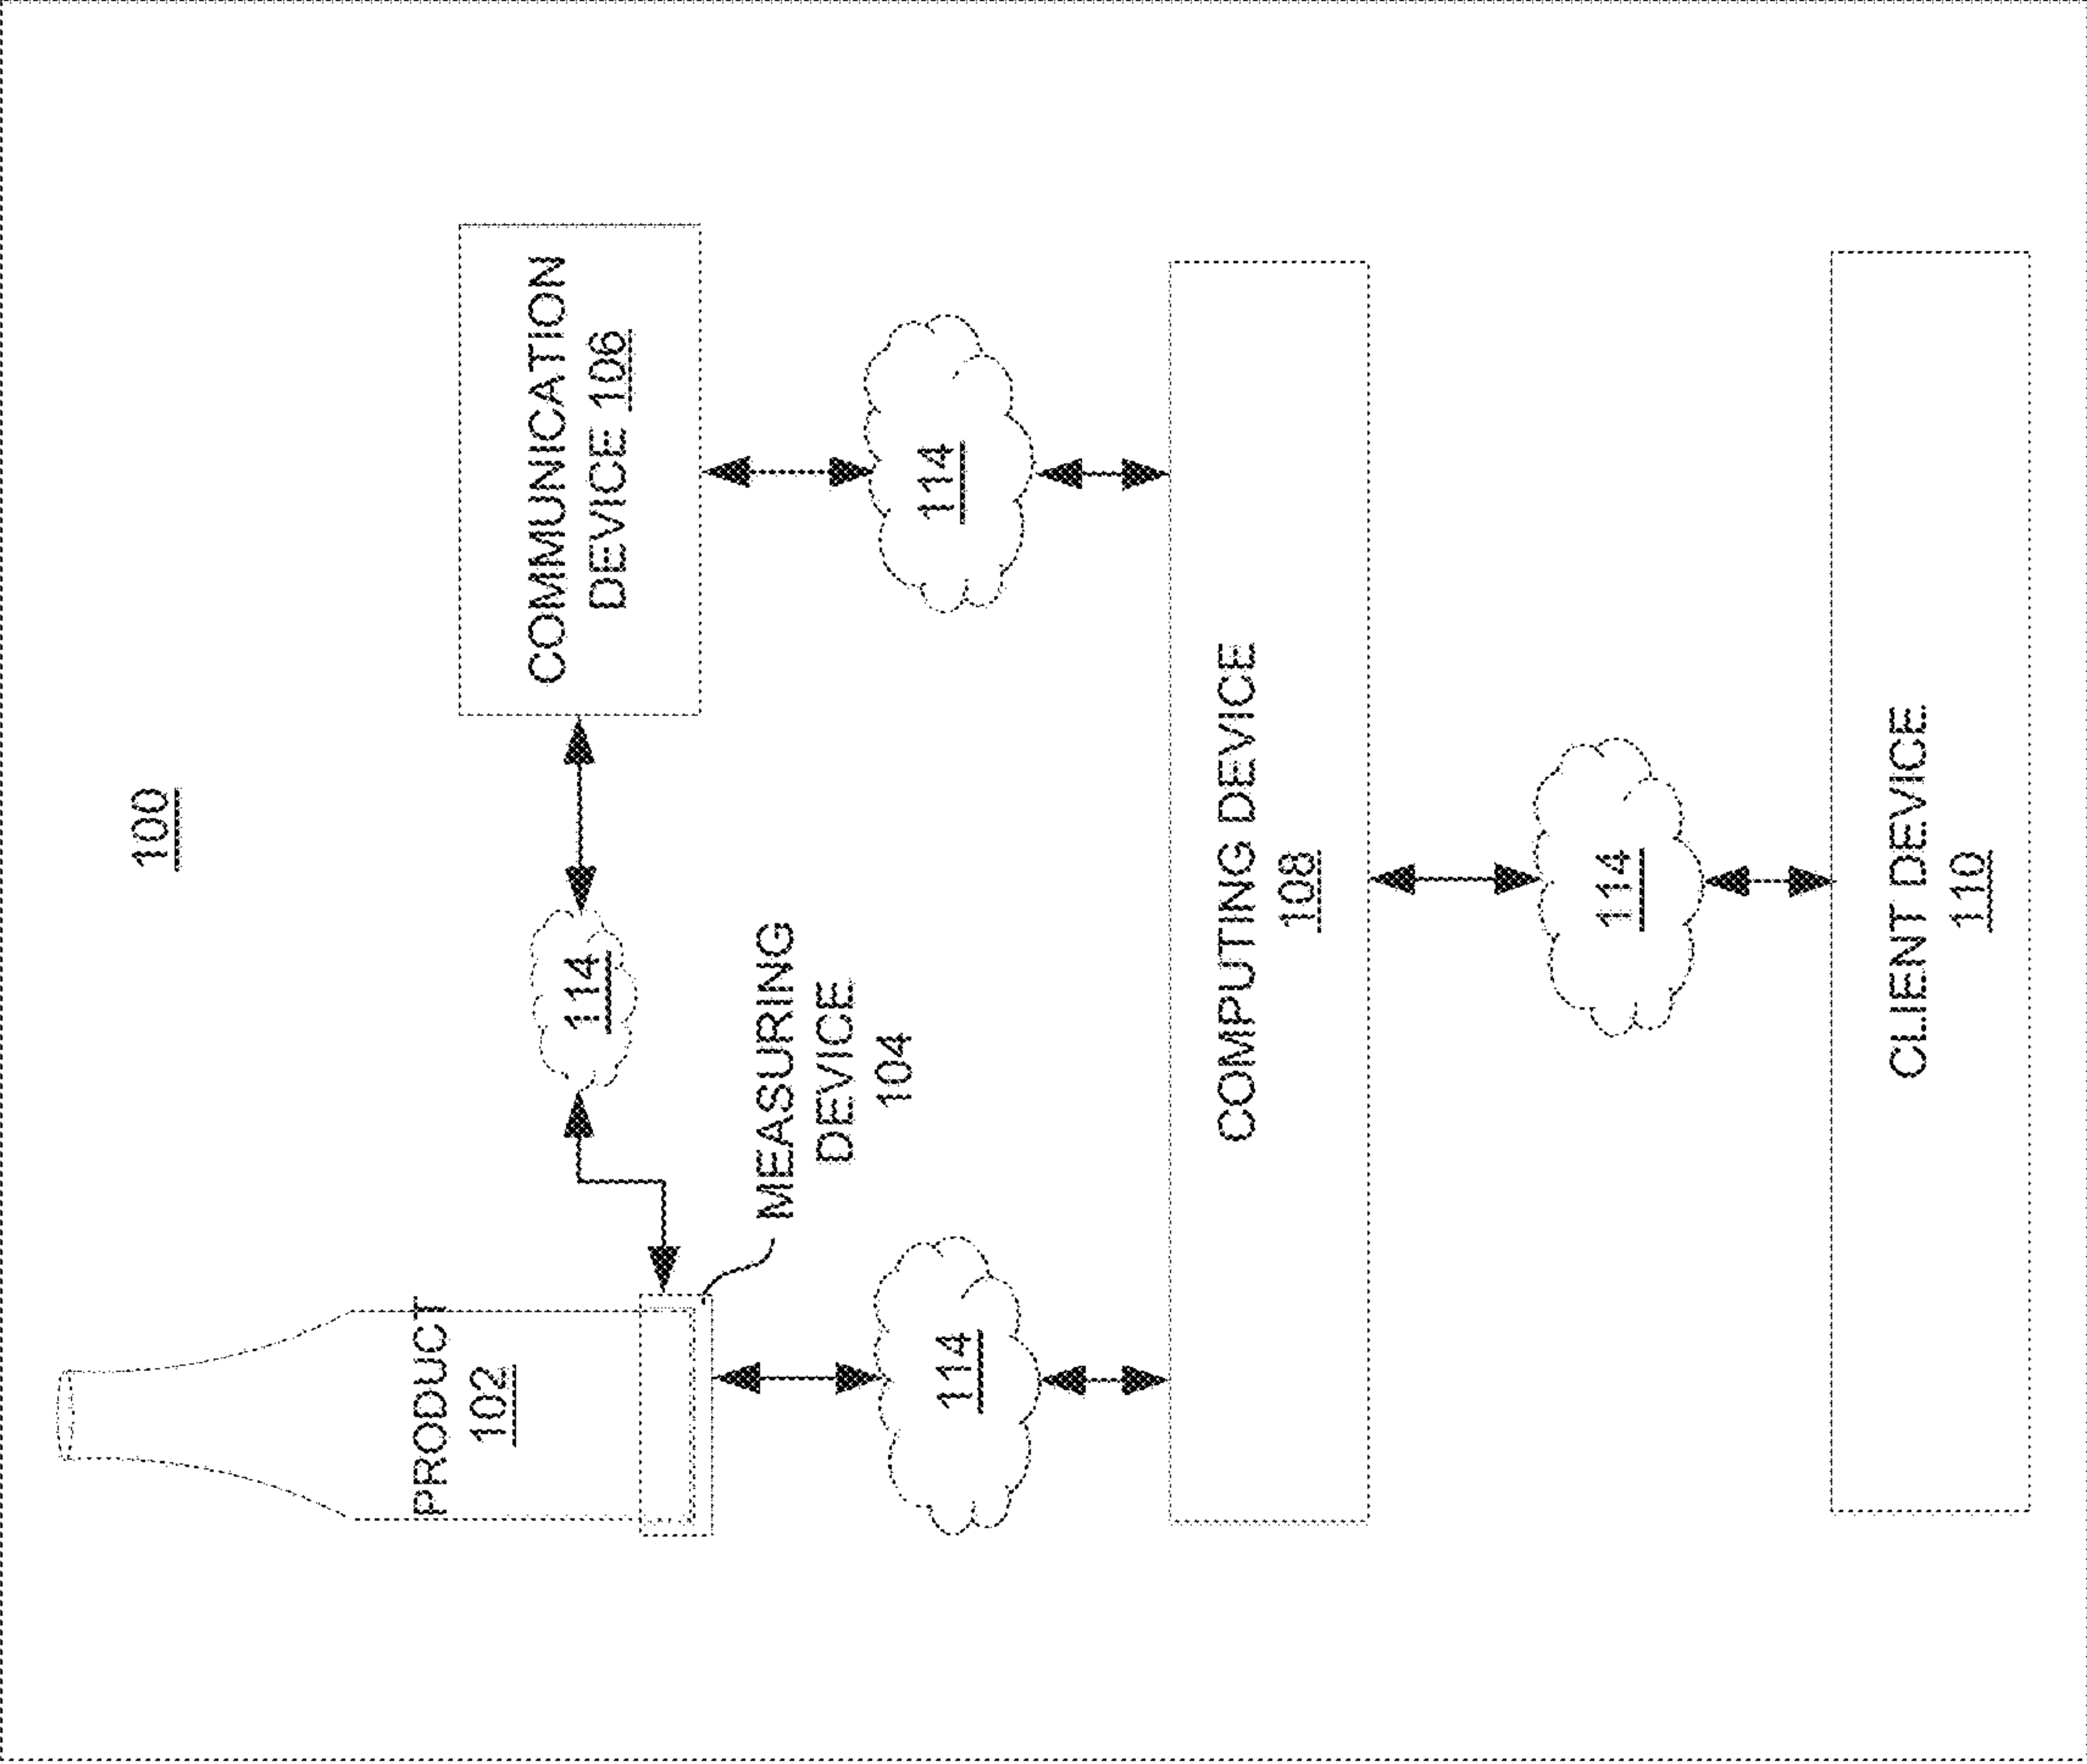 100
PRODUCT
102
114
COMMUNICATION
DEVICE 106
MEASURING
DEVICE
104
114
114
COMPUTING DEVICE
108
114
CLIENT DEVICE
110